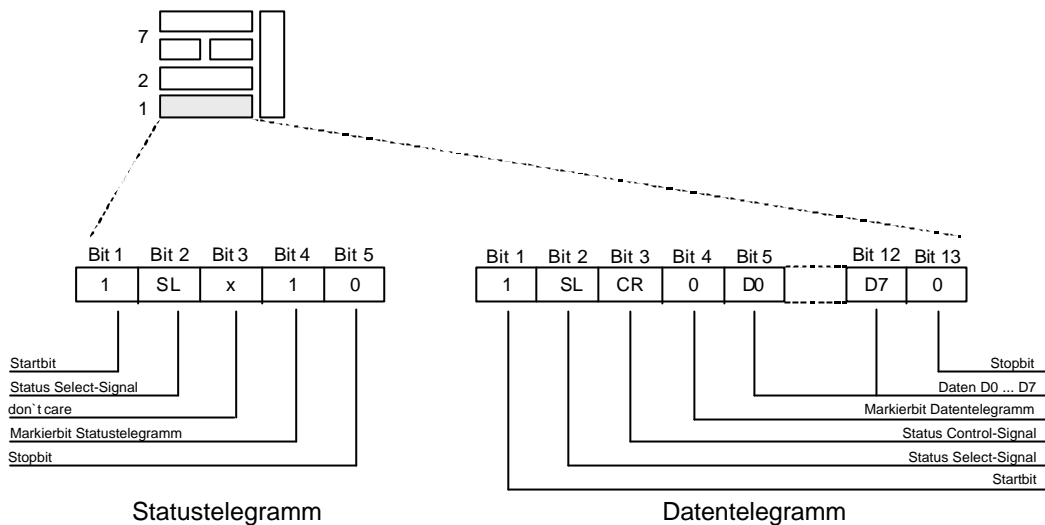 7
2
1
Bit 1 Bit 2 Bit 3 Bit 4 Bit 5
1 SL x 1 0
Startbit
Status Select-Signal
don`t care
Markierbit Statustelegramm
Stopbit
Statustelegramm
Bit 1 Bit 2 Bit 3 Bit 4 Bit 5 Bit 12 Bit 13
1 SL CR 0 D0 D7 0
Stopbit
Daten D0 ... D7
Markierbit Datentelegramm
Status Control-Signal
Status Select-Signal
Startbit
Datentelegramm